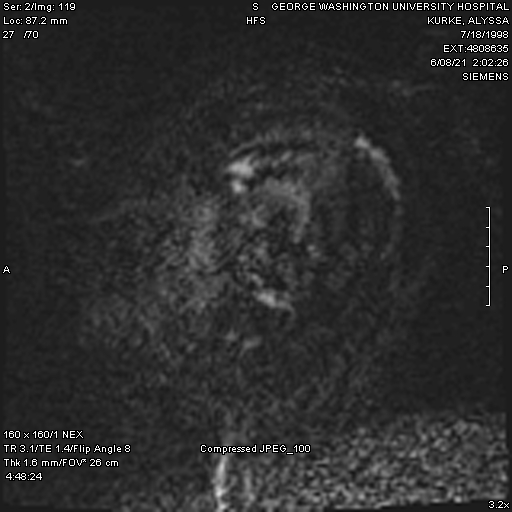 Ser: 2/Img: 119
Loc: 87.2 mm
27 /70
S
HFS
GEORGE WASHINGTON UNIVERSITY HOSPITAL
KURKE, ALYSSA
7/18/1998
EXT:4808635
6/08/21 2:02:26
SIEMENS
A
P
160 x 160/1 NEX
TR 3.1/TE 1.4/Flip Angle 8
Thk 1.6 mm/FOV* 26 cm
4:48:24
Compressed JPEG_100
3.2x